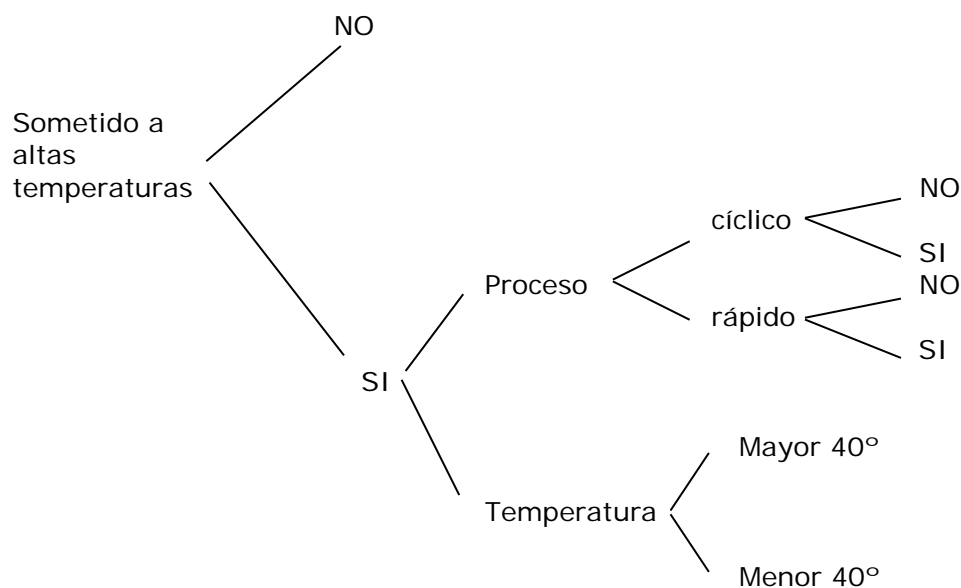 NO
Sometido a
altas
temperaturas
NO
cíclico
SI
Proceso
NO
rápido
SI
SI
Mayor 40º
Temperatura
Menor 40º